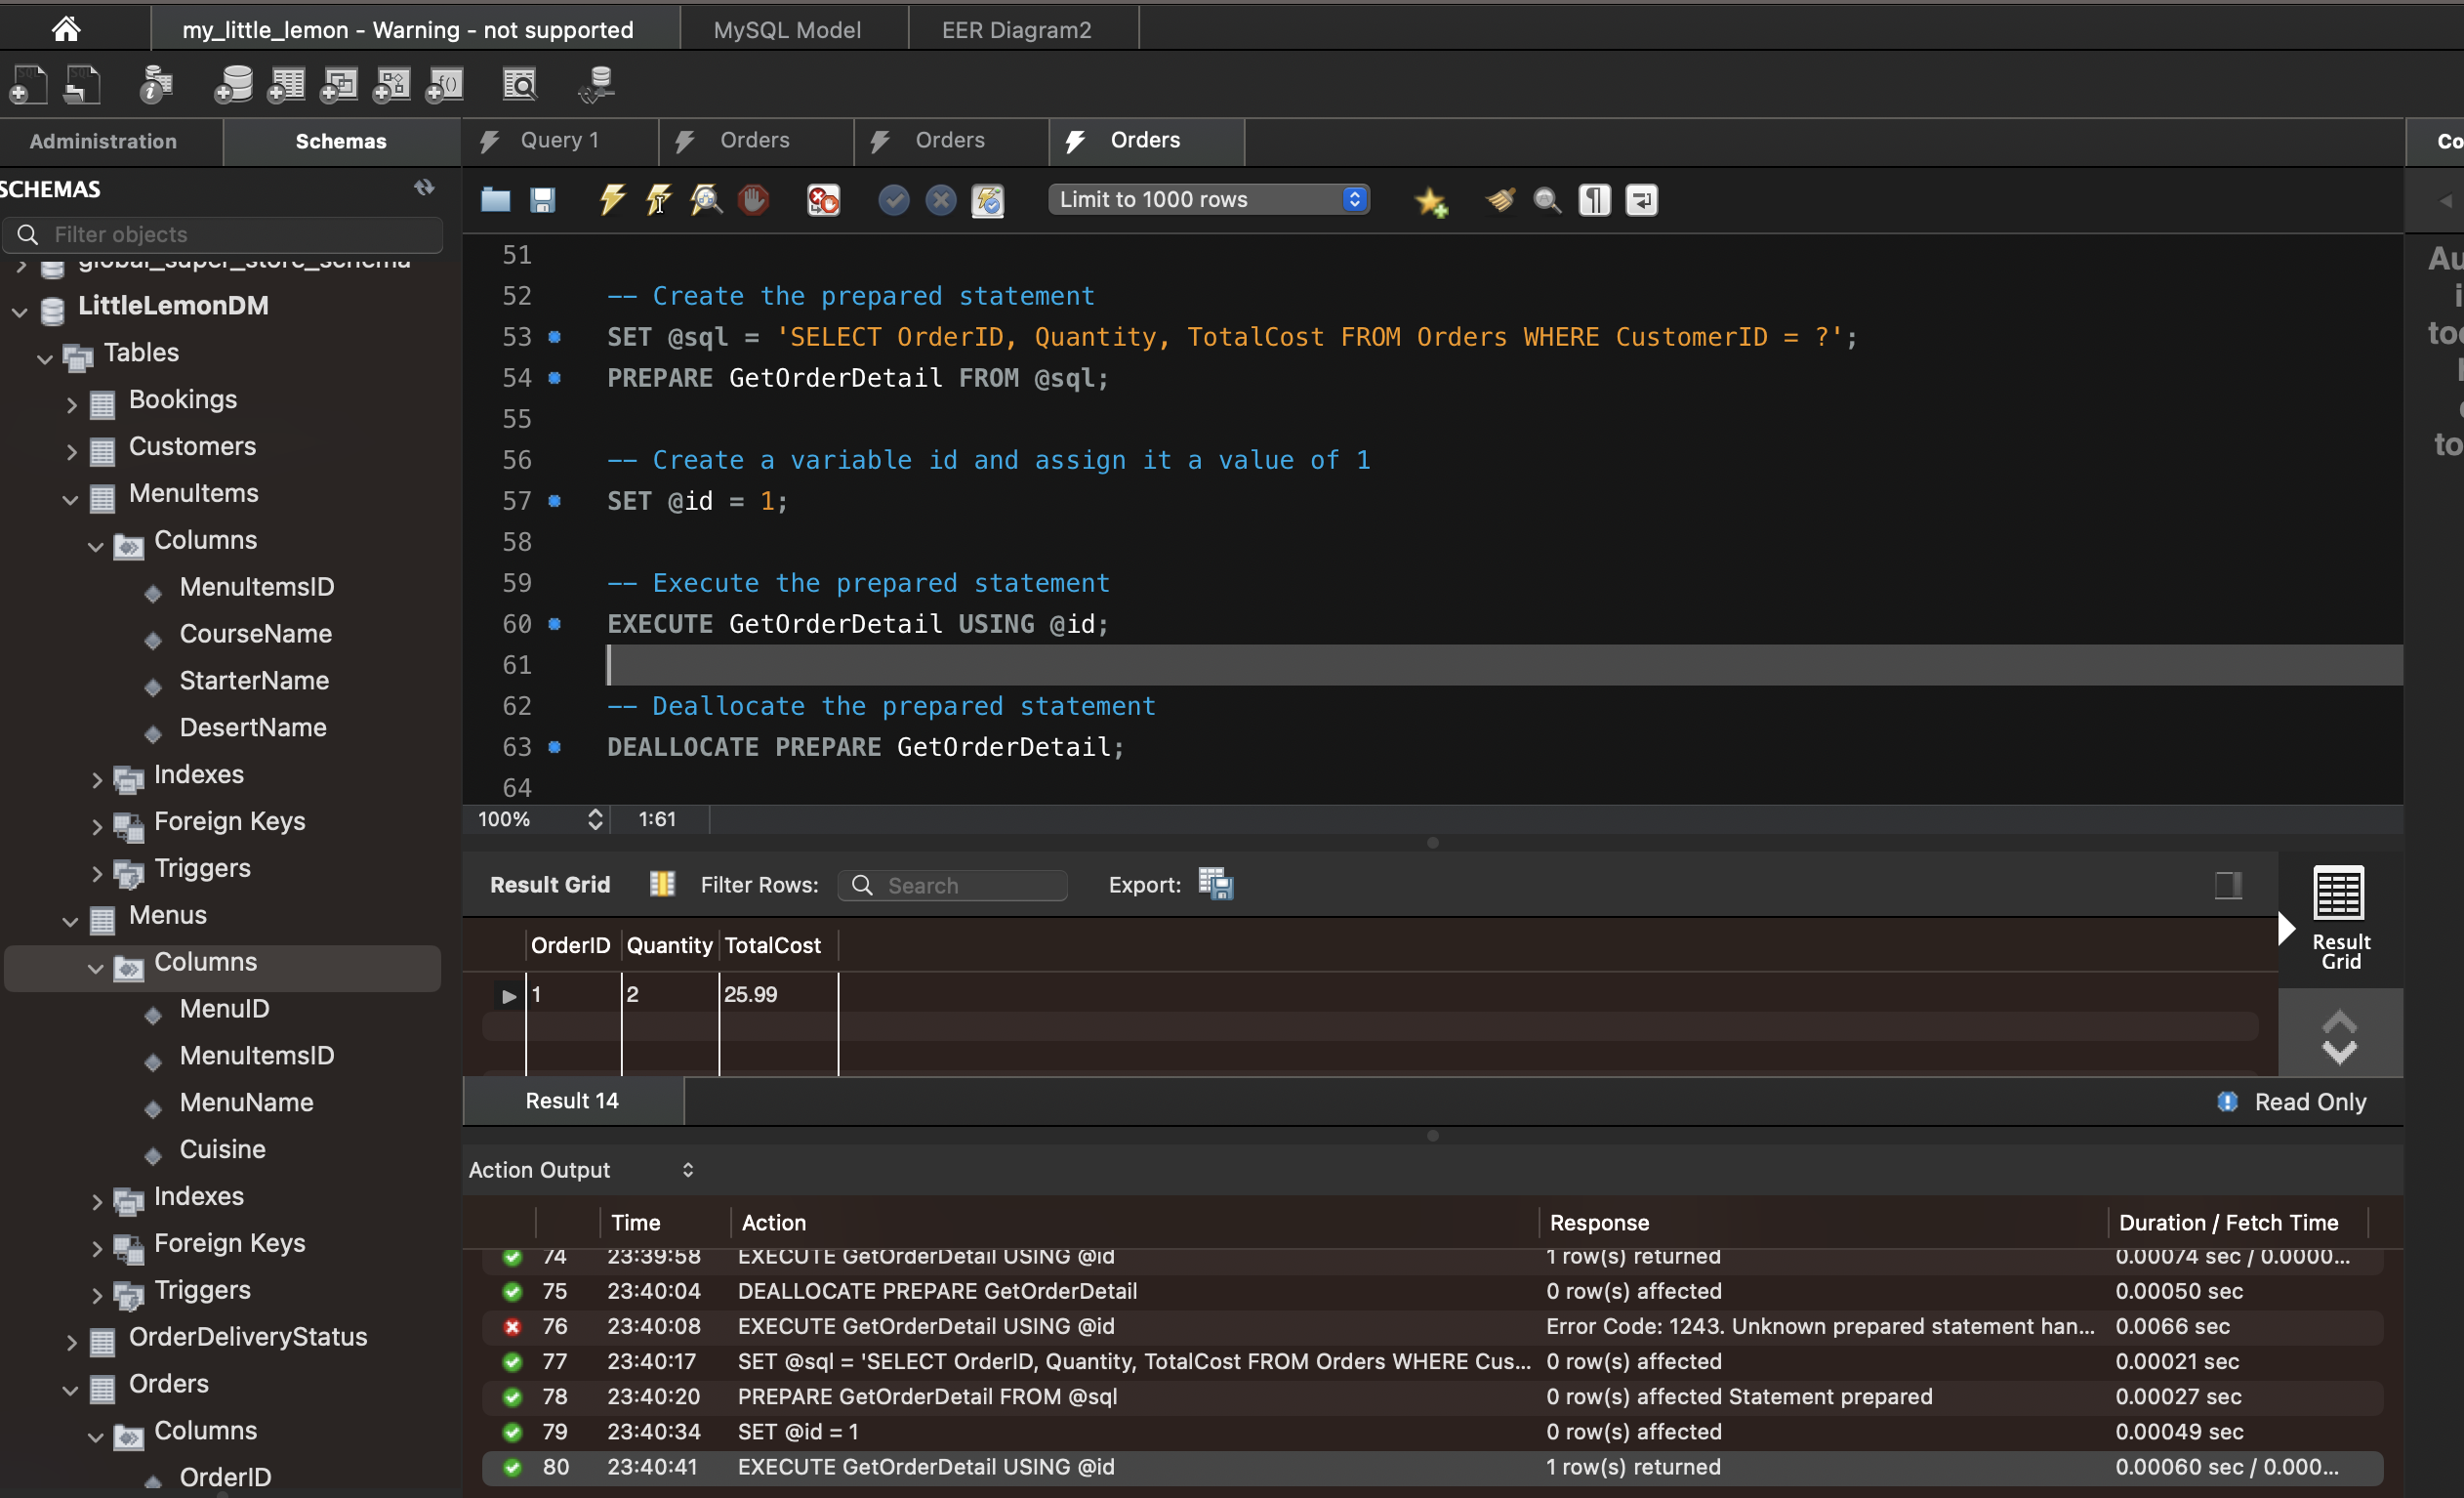 my_little_lemon - Warning - not supported
MySQL Model
EER Diagram2
Administration
Schemas
Query 1
Orders
Orders
Orders
SCHEMAS
Filter objects
Limit to 1000 rows
global_super_store_schema
LittleLemonDM
Tables
Bookings
Customers
MenuItems
Columns
MenuItemsID
CourseName
StarterName
DesertName
Indexes
Foreign Keys
Triggers
Menus
Columns
MenuID
MenuItemsID
MenuName
Cuisine
Indexes
Foreign Keys
Triggers
OrderDeliveryStatus
Orders
Columns
OrderID
51
52 -- Create the prepared statement
53 SET @sql = 'SELECT OrderID, Quantity, TotalCost FROM Orders WHERE CustomerID = ?';
54 PREPARE GetOrderDetail FROM @sql;
55
56 -- Create a variable id and assign it a value of 1
57 SET @id = 1;
58
59 -- Execute the prepared statement
60 EXECUTE GetOrderDetail USING @id;
61
62 -- Deallocate the prepared statement
63 DEALLOCATE PREPARE GetOrderDetail;
64
100% 1:61
Result Grid Filter Rows: Search Export:
OrderID Quantity TotalCost
1 2 25.99
Result Grid
Result 14
Read Only
Action Output
Time Action Response Duration / Fetch Time
74 23:39:58 EXECUTE GetOrderDetail USING @id 1 row(s) returned 0.00074 sec / 0.0000...
75 23:40:04 DEALLOCATE PREPARE GetOrderDetail 0 row(s) affected 0.00050 sec
76 23:40:08 EXECUTE GetOrderDetail USING @id Error Code: 1243. Unknown prepared statement han... 0.0066 sec
77 23:40:17 SET @sql = 'SELECT OrderID, Quantity, TotalCost FROM Orders WHERE Cus... 0 row(s) affected 0.00021 sec
78 23:40:20 PREPARE GetOrderDetail FROM @sql 0 row(s) affected Statement prepared 0.00027 sec
79 23:40:34 SET @id = 1 0 row(s) affected 0.00049 sec
80 23:40:41 EXECUTE GetOrderDetail USING @id 1 row(s) returned 0.00060 sec / 0.000...